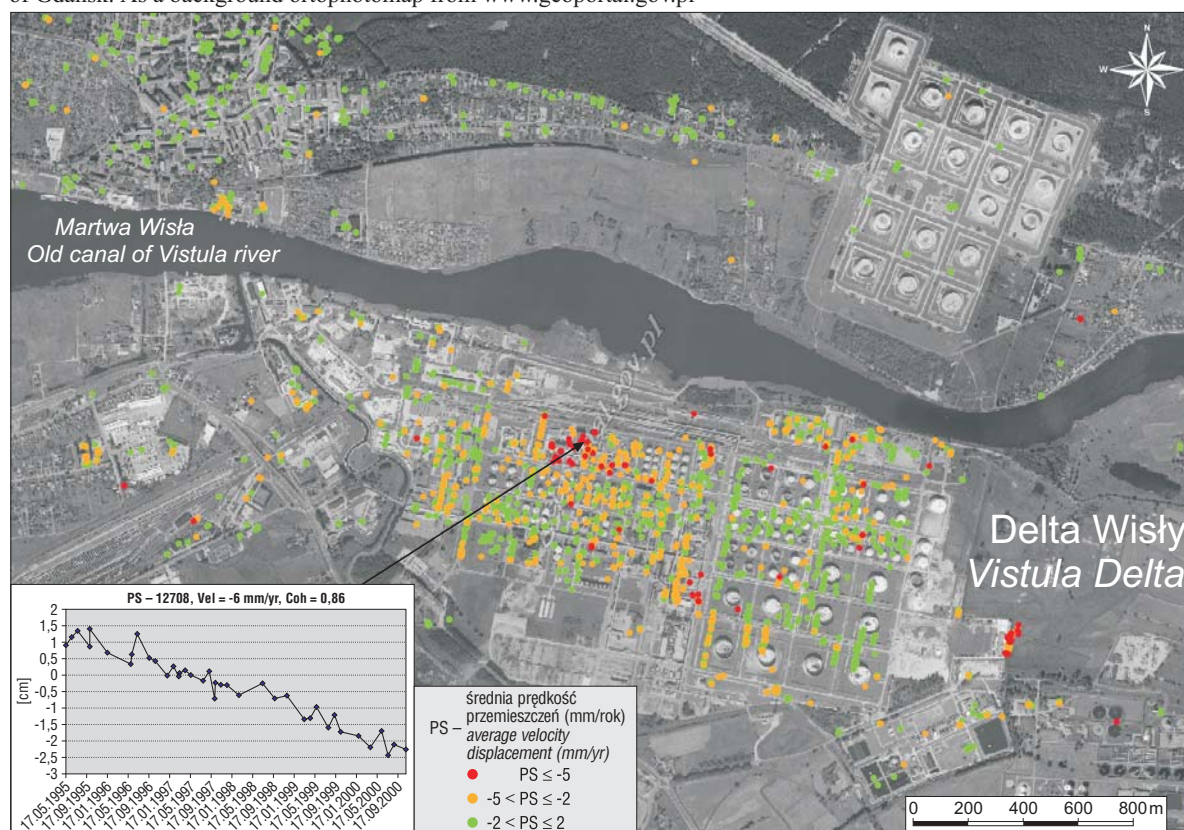 of Gdańsk. As a background ortophotomap from www.geoportal.gov.pl
N
W
E
S
Martwa Wisła
Old canal of Vistula river
.gov.pl
Delta Wisły
Vistula Delta
PS – 12708, Vel = -6 mm/yr, Coh = 0,86
2
1,5
1
0,5
0
-0,5
-1
-1,5
-2
-2,5
-3
[cm]
17.05.1995
17.09.1995
17.01.1996
17.05.1996
17.09.1996
17.01.1997
17.05.1997
17.09.1997
17.01.1998
17.05.1998
17.09.1998
17.01.1999
17.05.1999
17.09.1999
17.01.2000
17.05.2000
17.09.2000
średnia prędkość
PS – przemieszczeń (mm/rok)
average velocity
displacement (mm/yr)
PS ≤ -5
-5 < PS ≤ -2
-2 < PS ≤ 2
0 200 400 600 800 m